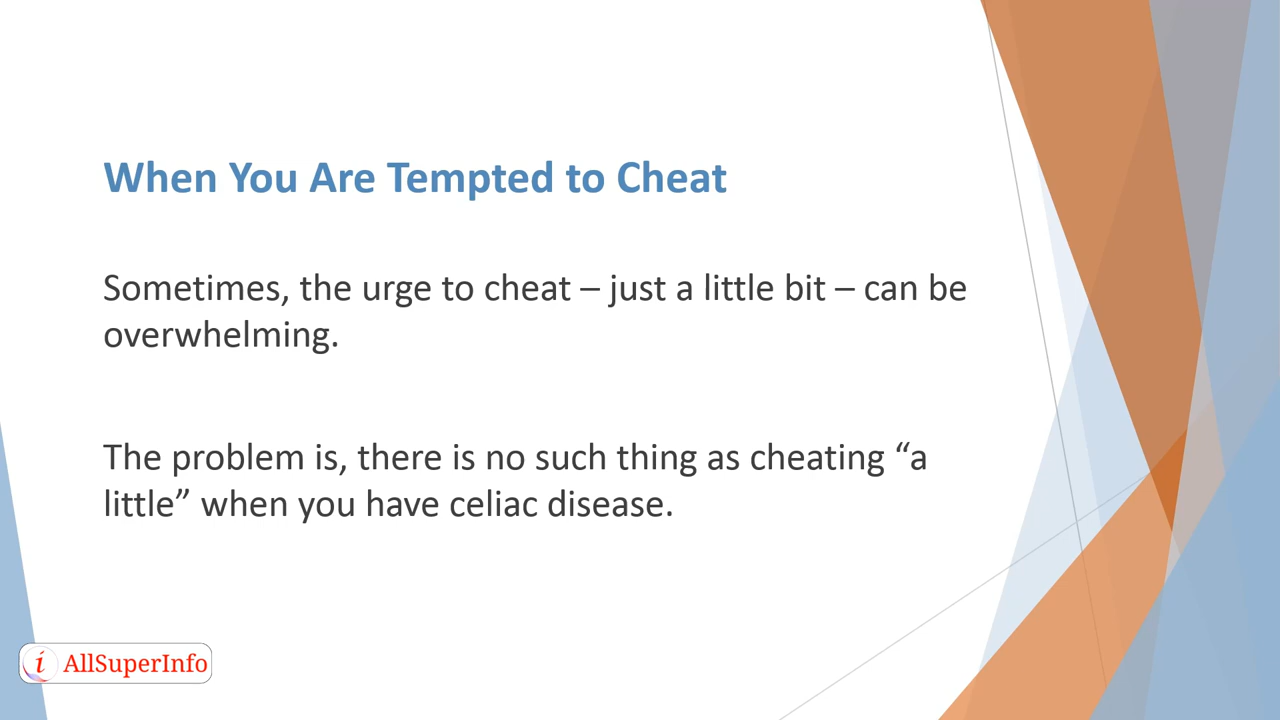 When You Are Tempted to Cheat
Sometimes, the urge to cheat – just a little bit – can be
overwhelming.
The problem is, there is no such thing as cheating “a
little” when you have celiac disease.
i AllSuperInfo